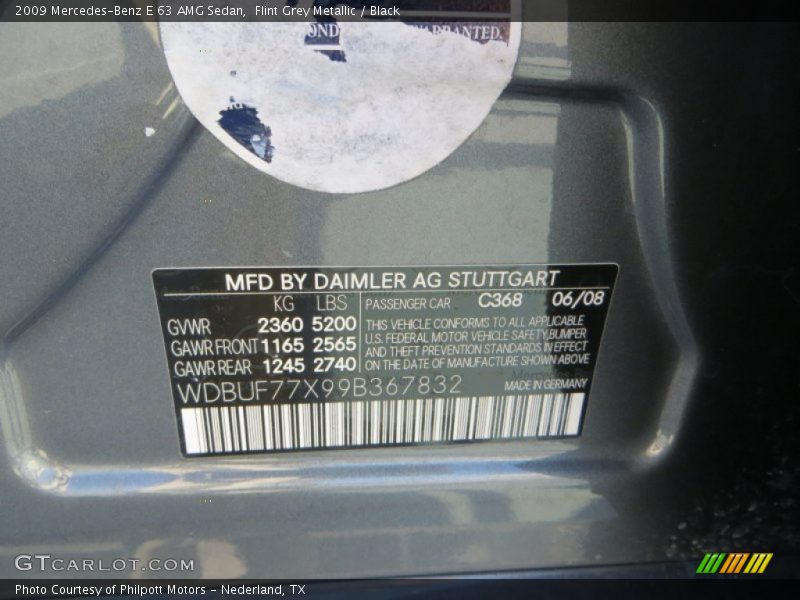 2009 Mercedes-Benz E 63 AMG Sedan,  Flint Grey Metallic / Black
MFD BY DAIMLER AG STUTTGART
KG LBS
GVWR 2360 5200
GAWR FRONT 1165 2565
GAWR REAR 1245 2740
PASSENGER CAR C368 06/08
THIS VEHICLE CONFORMS TO ALL APPLICABLE
U.S. FEDERAL MOTOR VEHICLE SAFETY, BUMPER
AND THEFT PREVENTION STANDARDS IN EFFECT
ON THE DATE OF MANUFACTURE SHOWN ABOVE
WDBUF77X99B367832
MADE IN GERMANY
GTCARLOT.COM
Photo Courtesy of Philpott Motors - Nederland, TX